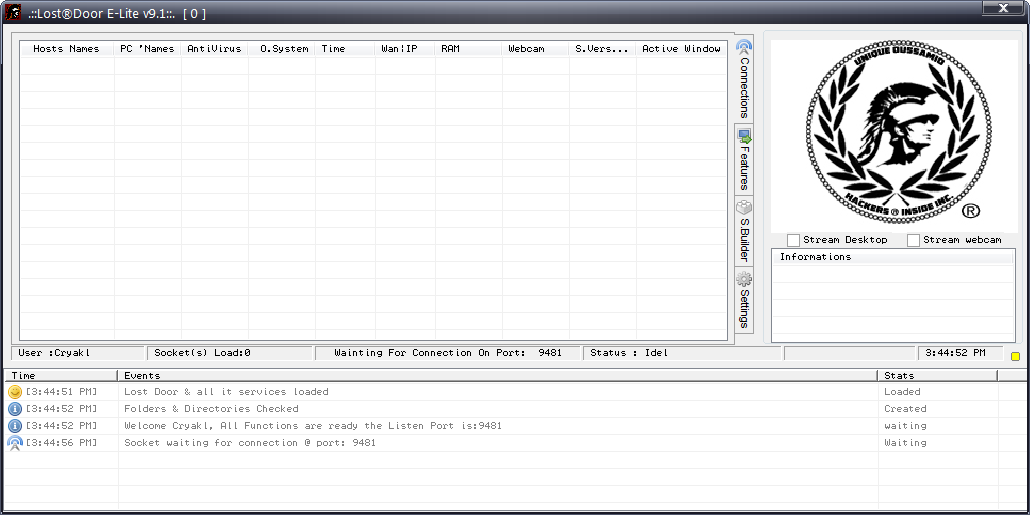 .::Lost®Door E-Lite v9.1::. [ 0 ]
Hosts Names PC 'Names AntiVirus O.System Time Wan¦IP RAM Webcam S.Vers... Active Window
Connections
Features
S.Builder
Settings
UNIQUE OUSSAMIO
HACKERS @ INSIDE INC.
®
Stream Desktop Stream webcam
Informations
User :Cryakl Socket(s) Load:0 Wainting For Connection On Port: 9481 Status : Idel 3:44:52 PM
Time Events Stats
[3:44:51 PM] Lost Door & all it services loaded Loaded
[3:44:52 PM] Folders & Directories Checked Created
[3:44:52 PM] Welcome Cryakl, All Functions are ready the Listen Port is:9481 waiting
[3:44:56 PM] Socket waiting for connection @ port: 9481 Waiting